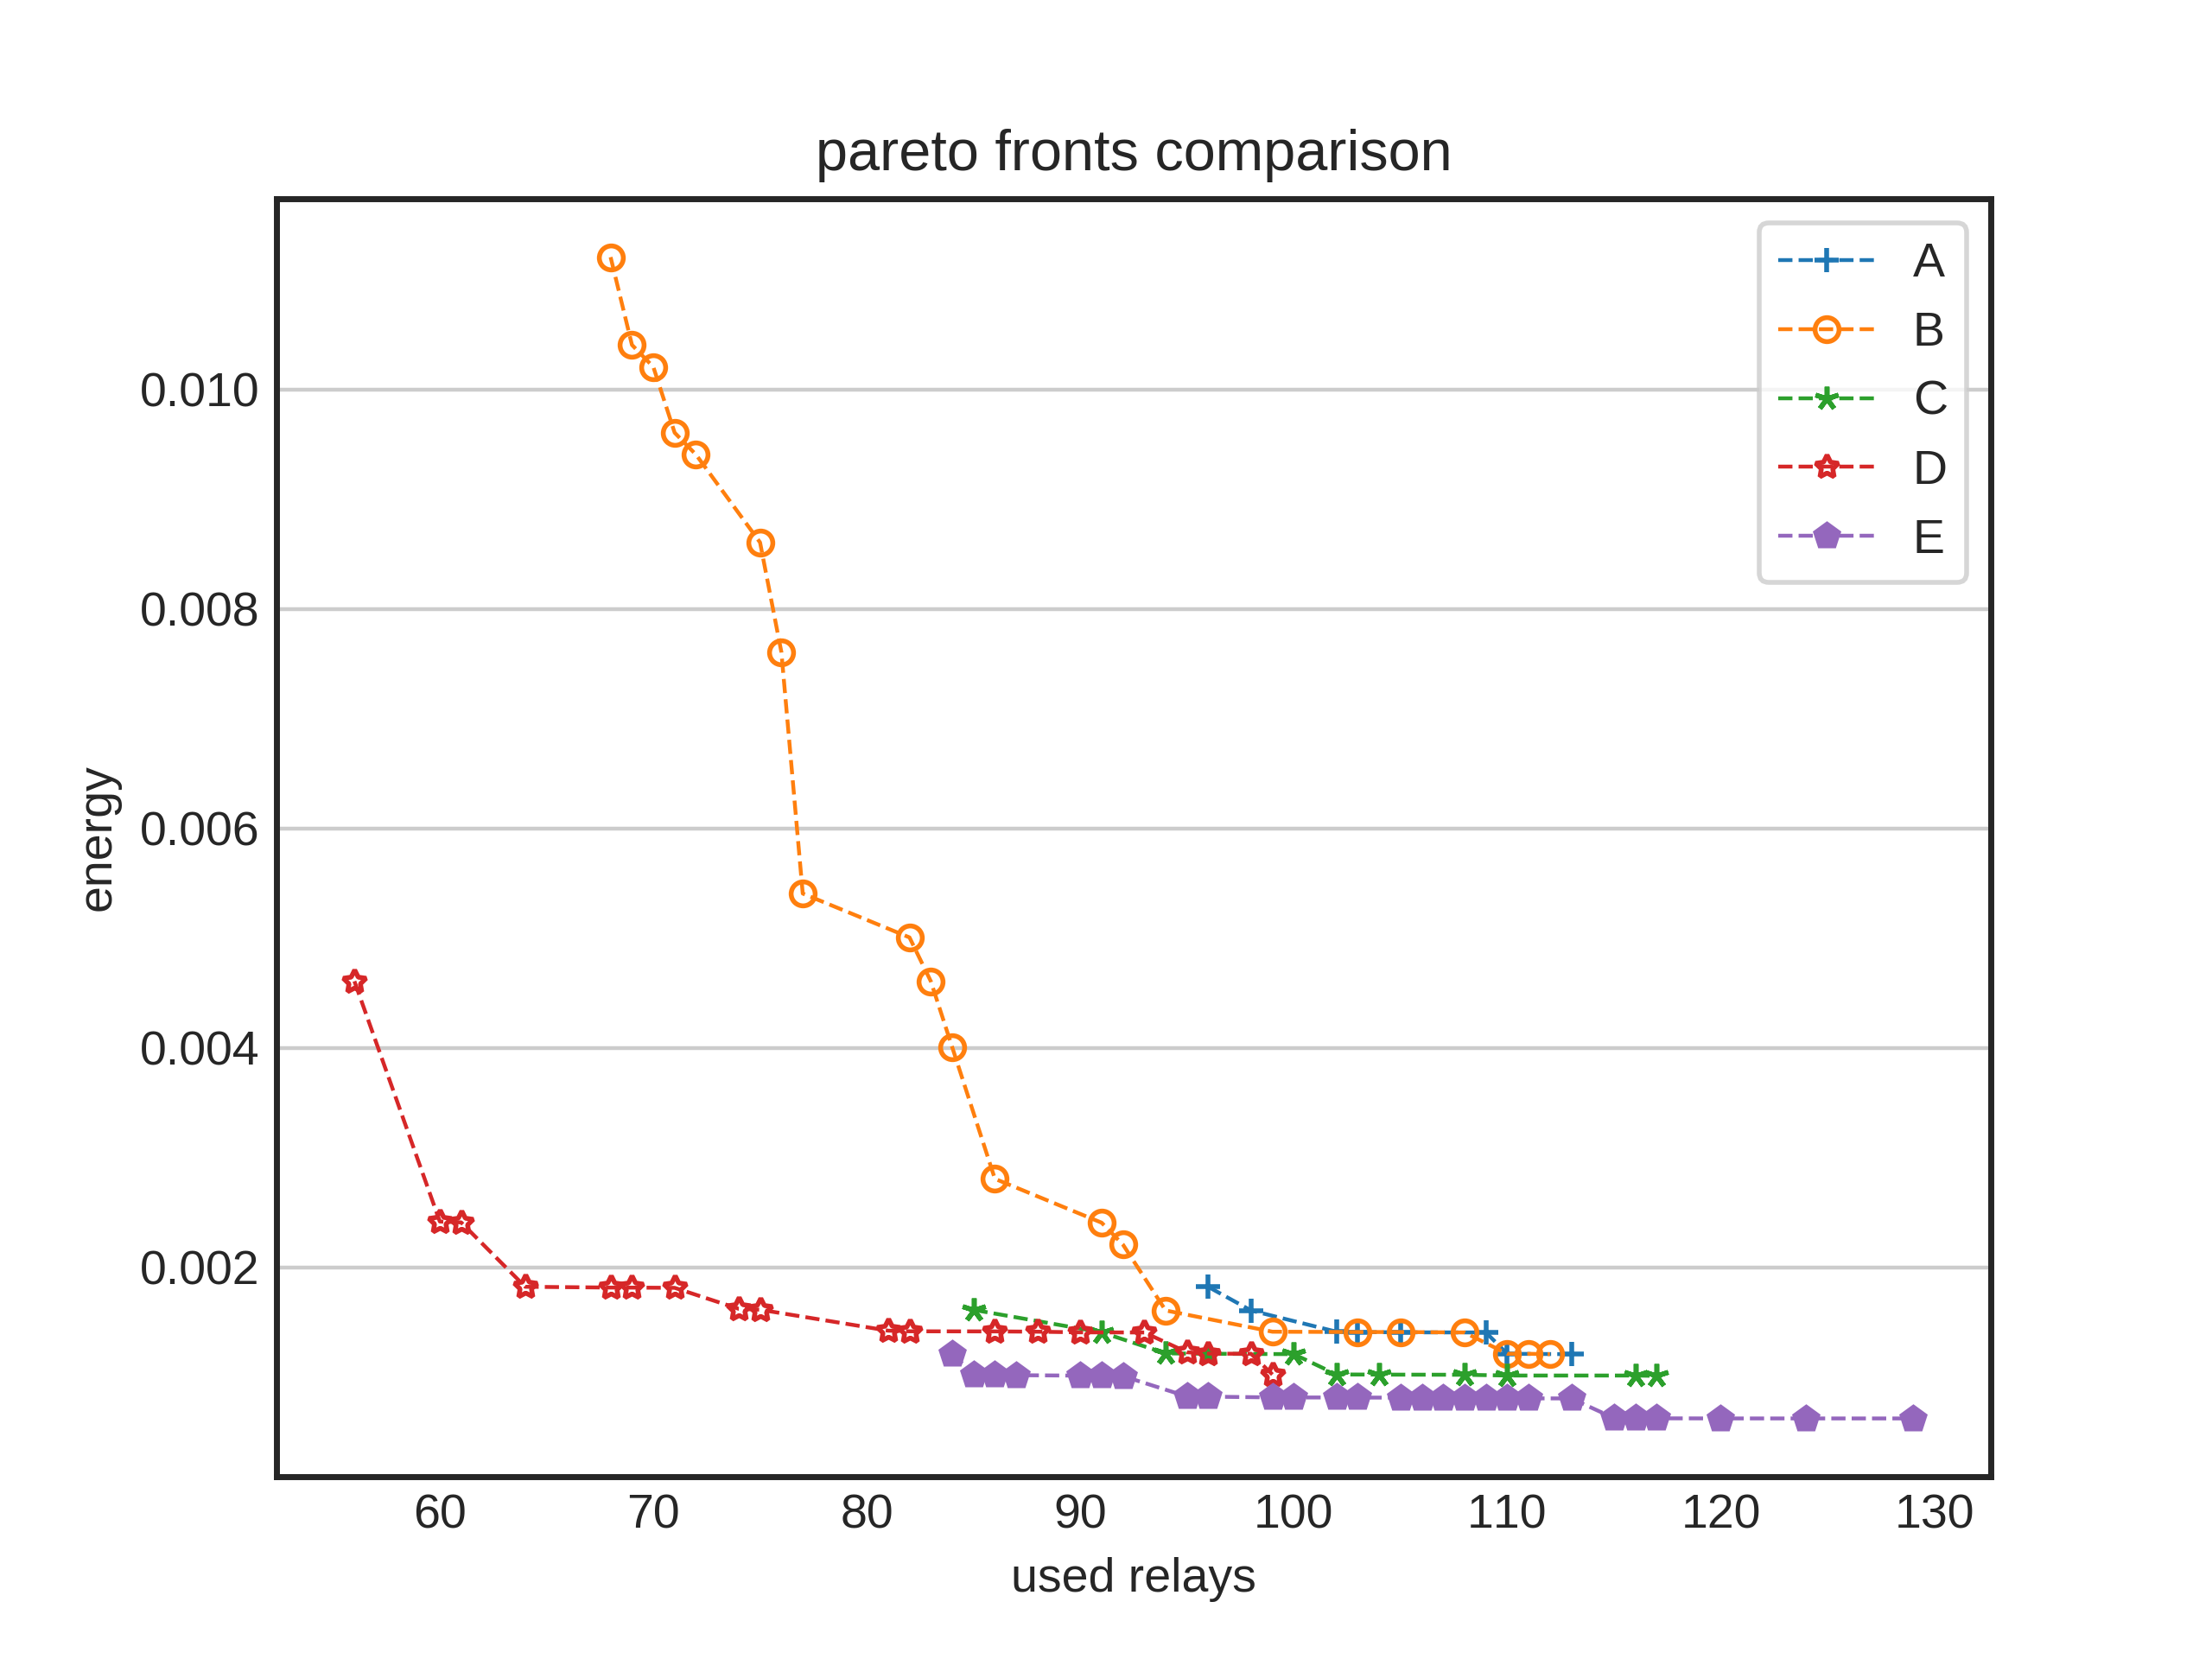 pareto fronts comparison
A
B
C
D
E
0.010
0.008
0.006
0.004
0.002
energy
60 70 80 90 100 110 120 130
used relays